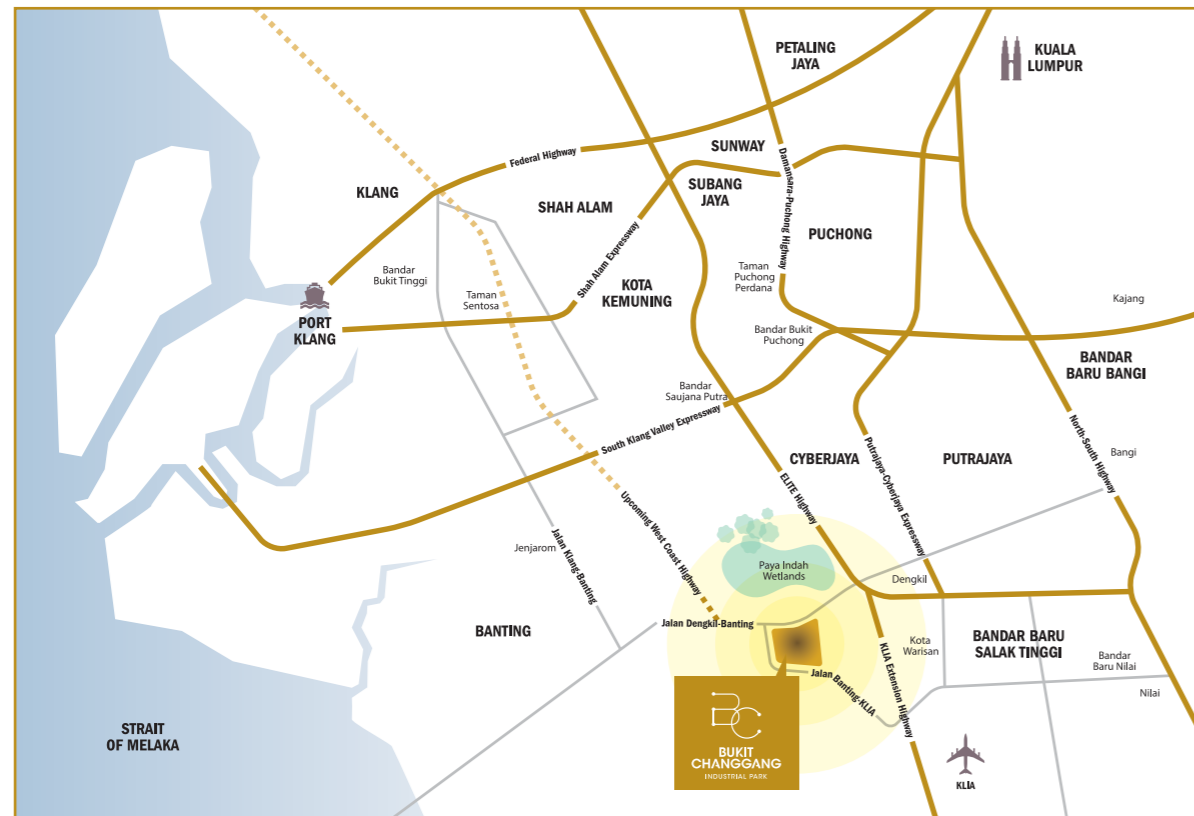 PETALING
JAYA
KUALA
LUMPUR
Federal Highway
SUNWAY
Damansara-Puchong Highway
KLANG
SUBANG
JAYA
SHAH ALAM
Shah Alam Expressway
PUCHONG
Bandar
Bukit Tinggi
Taman
Sentosa
KOTA
KEMUNING
Taman
Puchong
Perdana
Kajang
PORT
KLANG
Bandar Bukit
Puchong
BANDAR
BARU BANGI
Bandar
Saujana Putra
South Klang Valley Expressway
North-South Highway
CYBERJAYA
PUTRAJAYA
Bangi
ELITE Highway
Putrajaya-Cyberjaya Expressway
Upcoming West Coast Highway
Jalan Klang-Banting
Jenjarom
Paya Indah
Wetlands
Dengkil
BANTING
Jalan Dengkil-Banting
Kota
Warisan
BANDAR BARU
SALAK TINGGI
Bandar
Baru Nilai
KLIA Extension Highway
Jalan Banting-KLIA
Nilai
STRAIT
OF MELAKA
BC
BUKIT
CHANGGANG
INDUSTRIAL PARK
KLIA